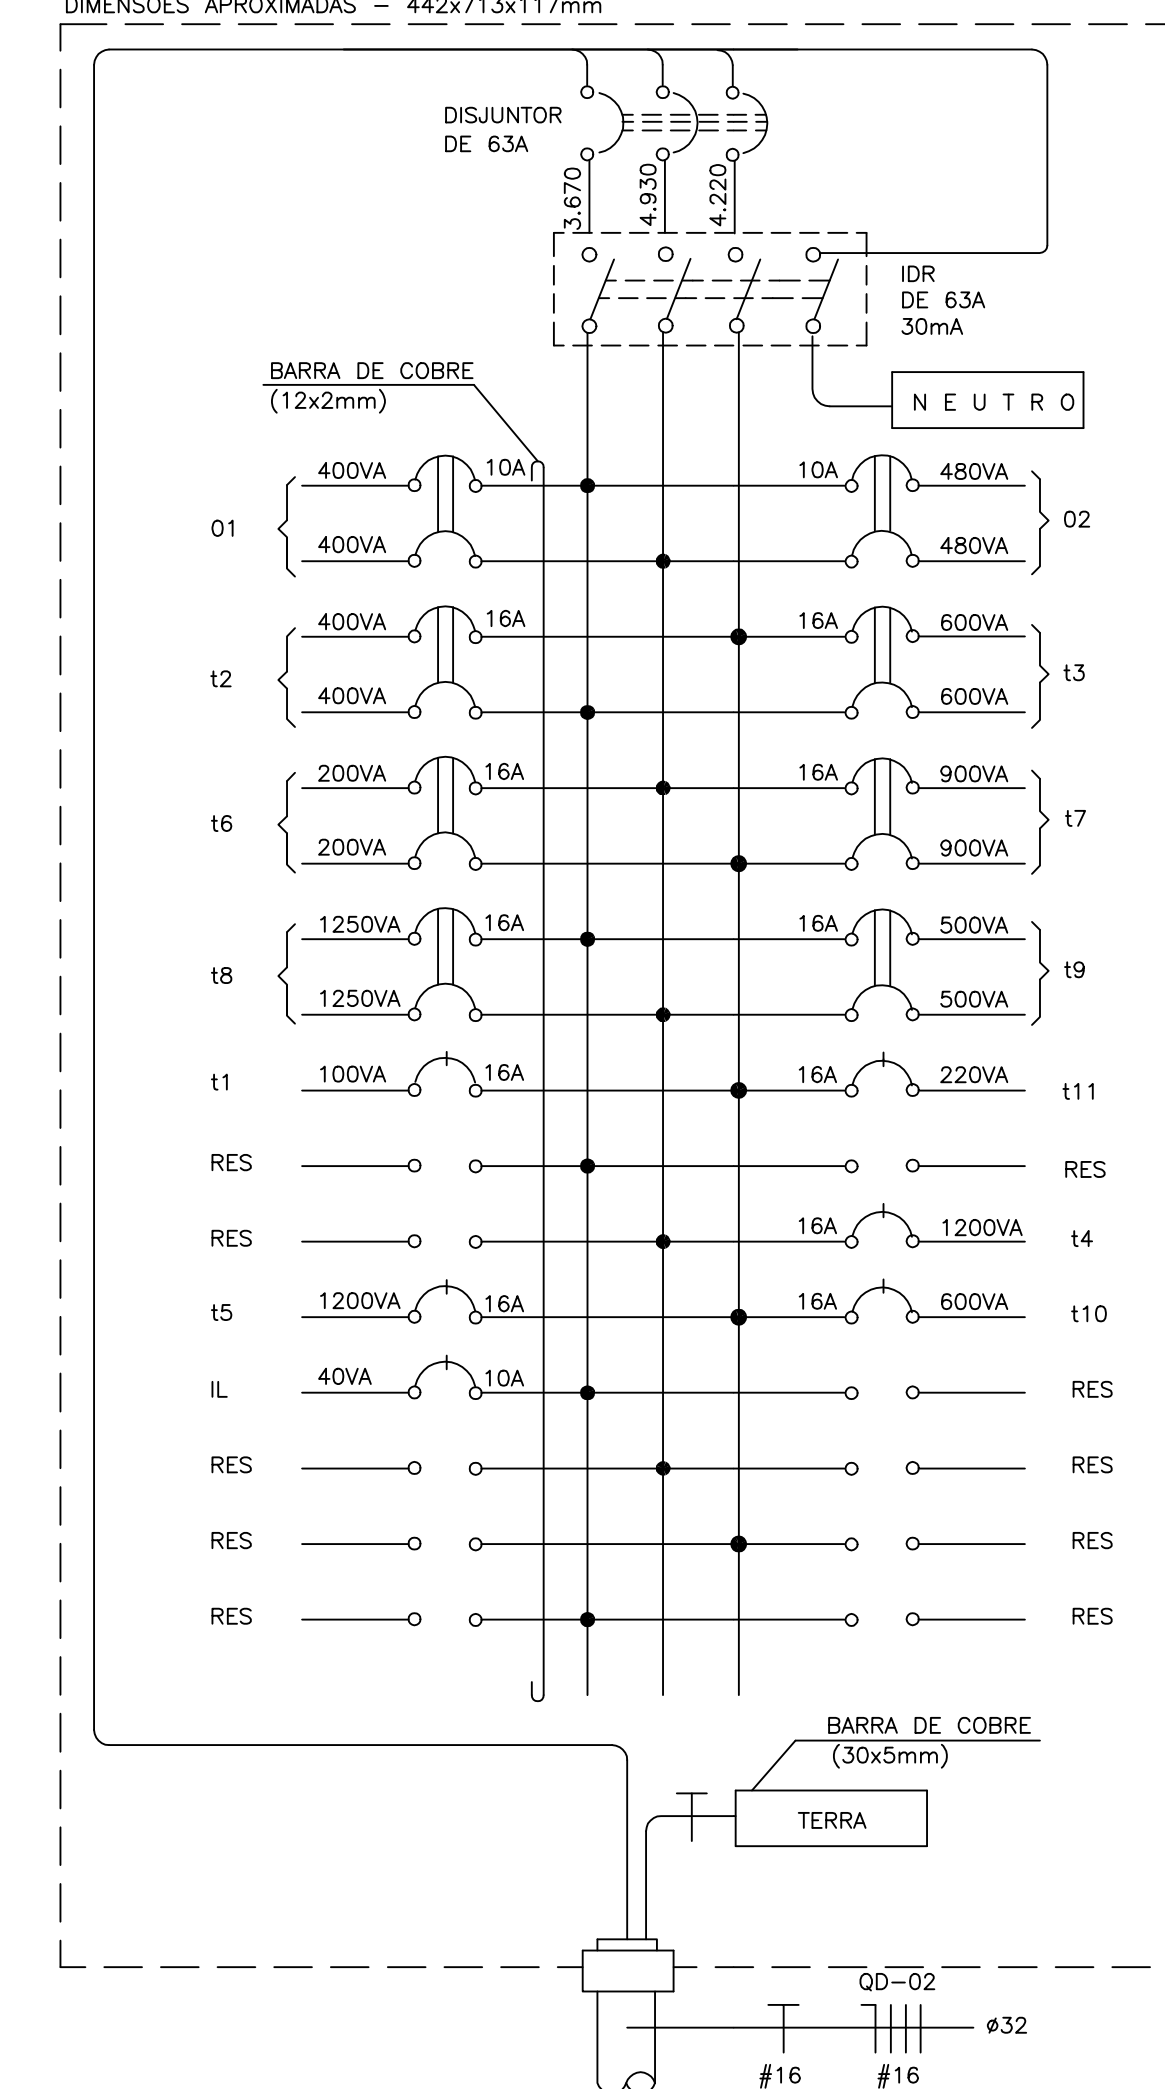 DIMENSOES APROXIMADAS - 442x713x117mm
DISJUNTOR
DE 63A
3.670
4.930
4.220
IDR
DE 63A
30mA
BARRA DE COBRE
(12x2mm)
N E U T R O
400VA 10A 10A 480VA
01 02
400VA 480VA
400VA 16A 16A 600VA
t2 t3
400VA 600VA
200VA 16A 16A 900VA
t6 t7
200VA 900VA
1250VA 16A 16A 500VA
t8 t9
1250VA 500VA
t1 100VA 16A 16A 220VA t11
RES RES
RES 16A 1200VA t4
t5 1200VA 16A 16A 600VA t10
IL 40VA 10A RES
RES RES
RES RES
RES RES
BARRA DE COBRE
(30x5mm)
TERRA
QD-02
ø32
#16 #16